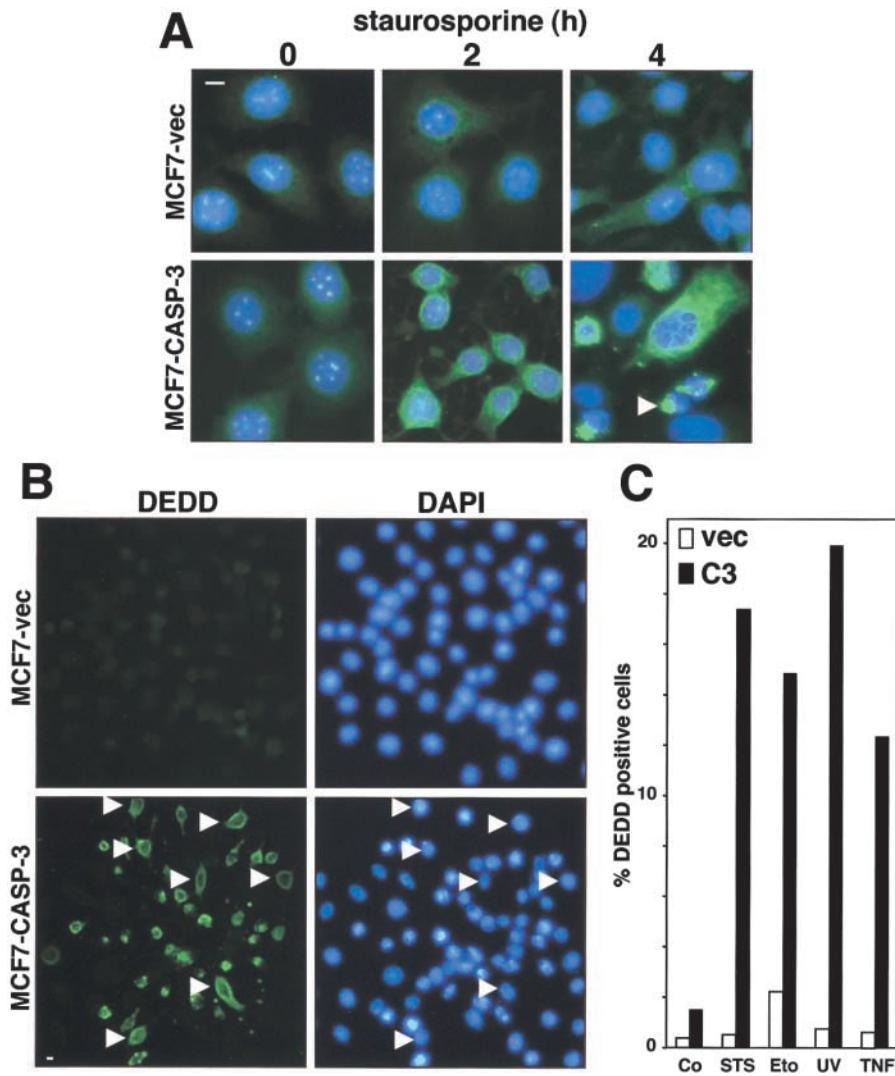 A
staurosporine (h)
0 2 4
MCF7-vec
MCF7-CASP-3
B
DEDD DAPI
MCF7-vec
MCF7-CASP-3
C
vec
C3
% DEDD positive cells
20
10
0
Co STS Eto UV TNF